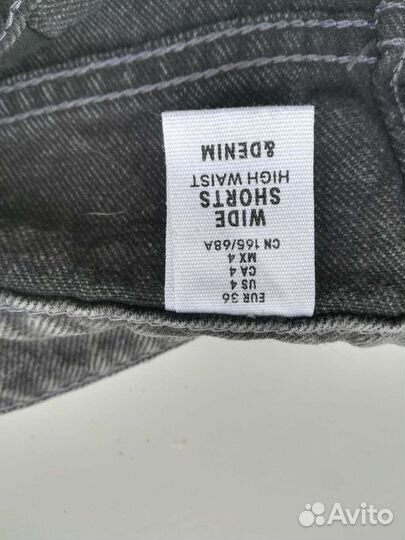 EUR 36
US 4
CA 4
MX 4
CN 165/68A
WIDE
SHORTS
HIGH WAIST
&DENIM
Avito